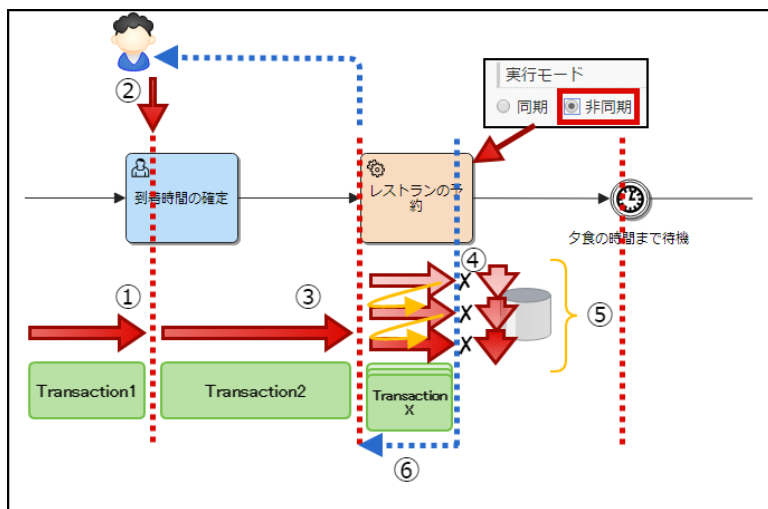 ②
実行モード
同期 非同期
到着時間の確定
レストランの予
約
夕食の時間まで待機
①
③
④
X
X
X
⑤
Transaction1
Transaction2
Transaction
X
⑥